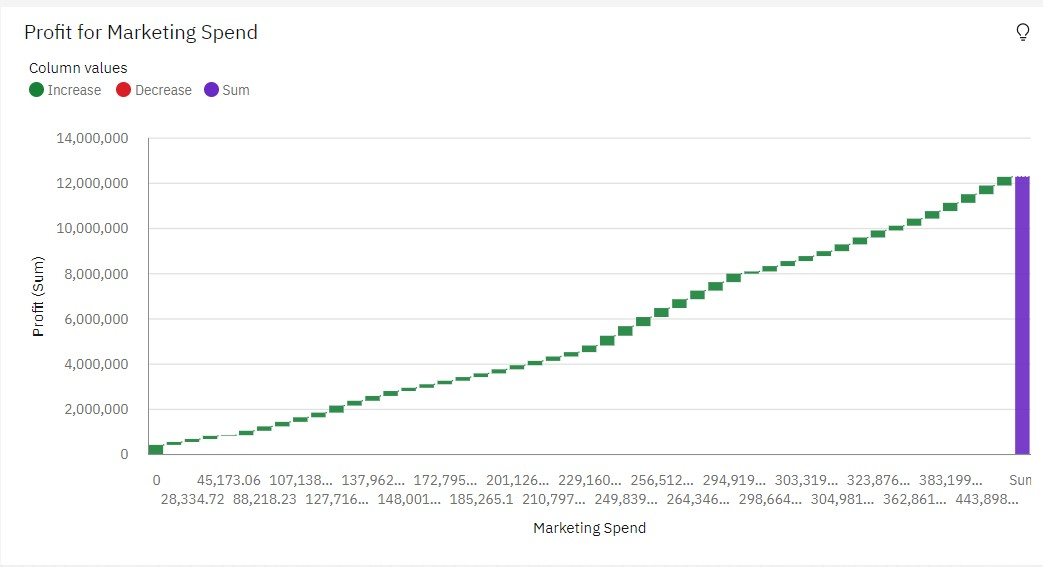 Profit for Marketing Spend
Column values
Increase Decrease Sum
14,000,000
12,000,000
10,000,000
8,000,000
6,000,000
4,000,000
2,000,000
0
Profit (Sum)
0 45,173.06 107,138... 137,962... 172,795... 201,126... 229,160... 256,512... 294,919... 303,319... 323,876... 383,199... Sum
28,334.72 88,218.23 127,716... 148,001... 185,265.1 210,797... 249,839... 264,346... 298,664... 304,981... 362,861... 443,898...
Marketing Spend